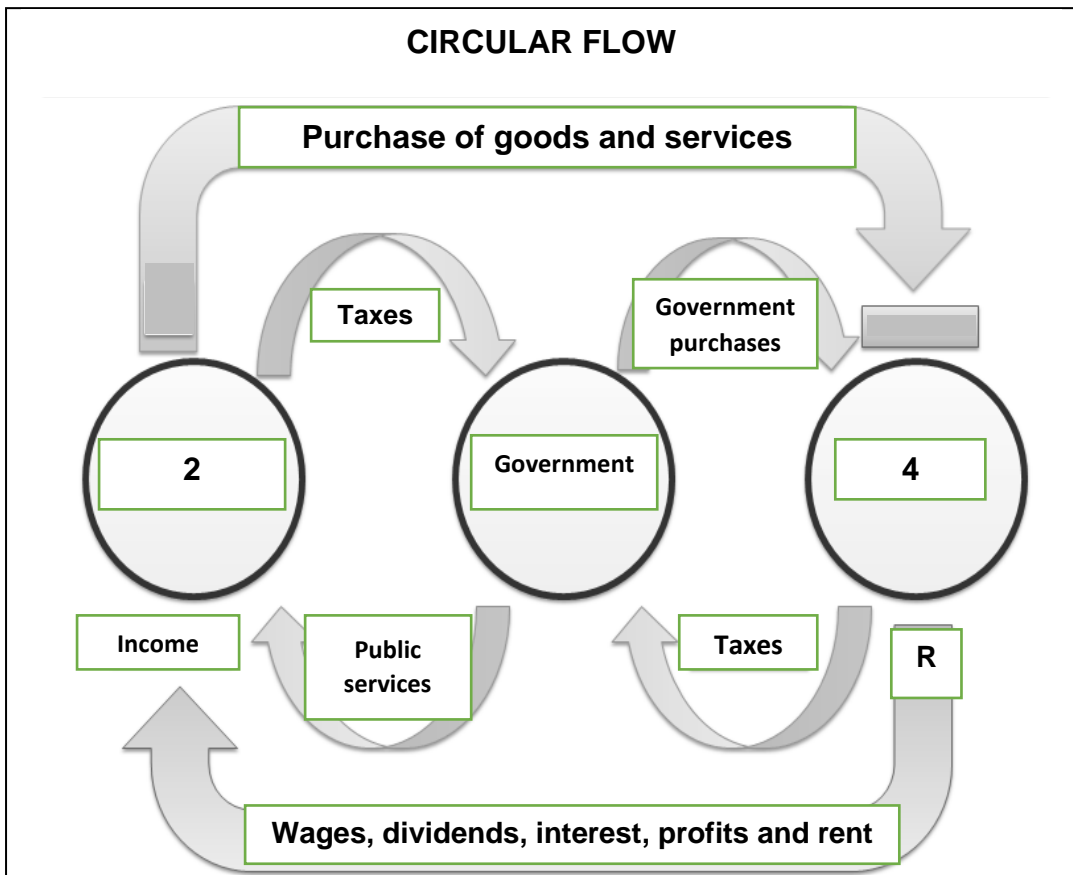 CIRCULAR FLOW
Purchase of goods and services
Taxes
Government
purchases
2
Government
4
Income
Public
services
Taxes
R
Wages, dividends, interest, profits and rent